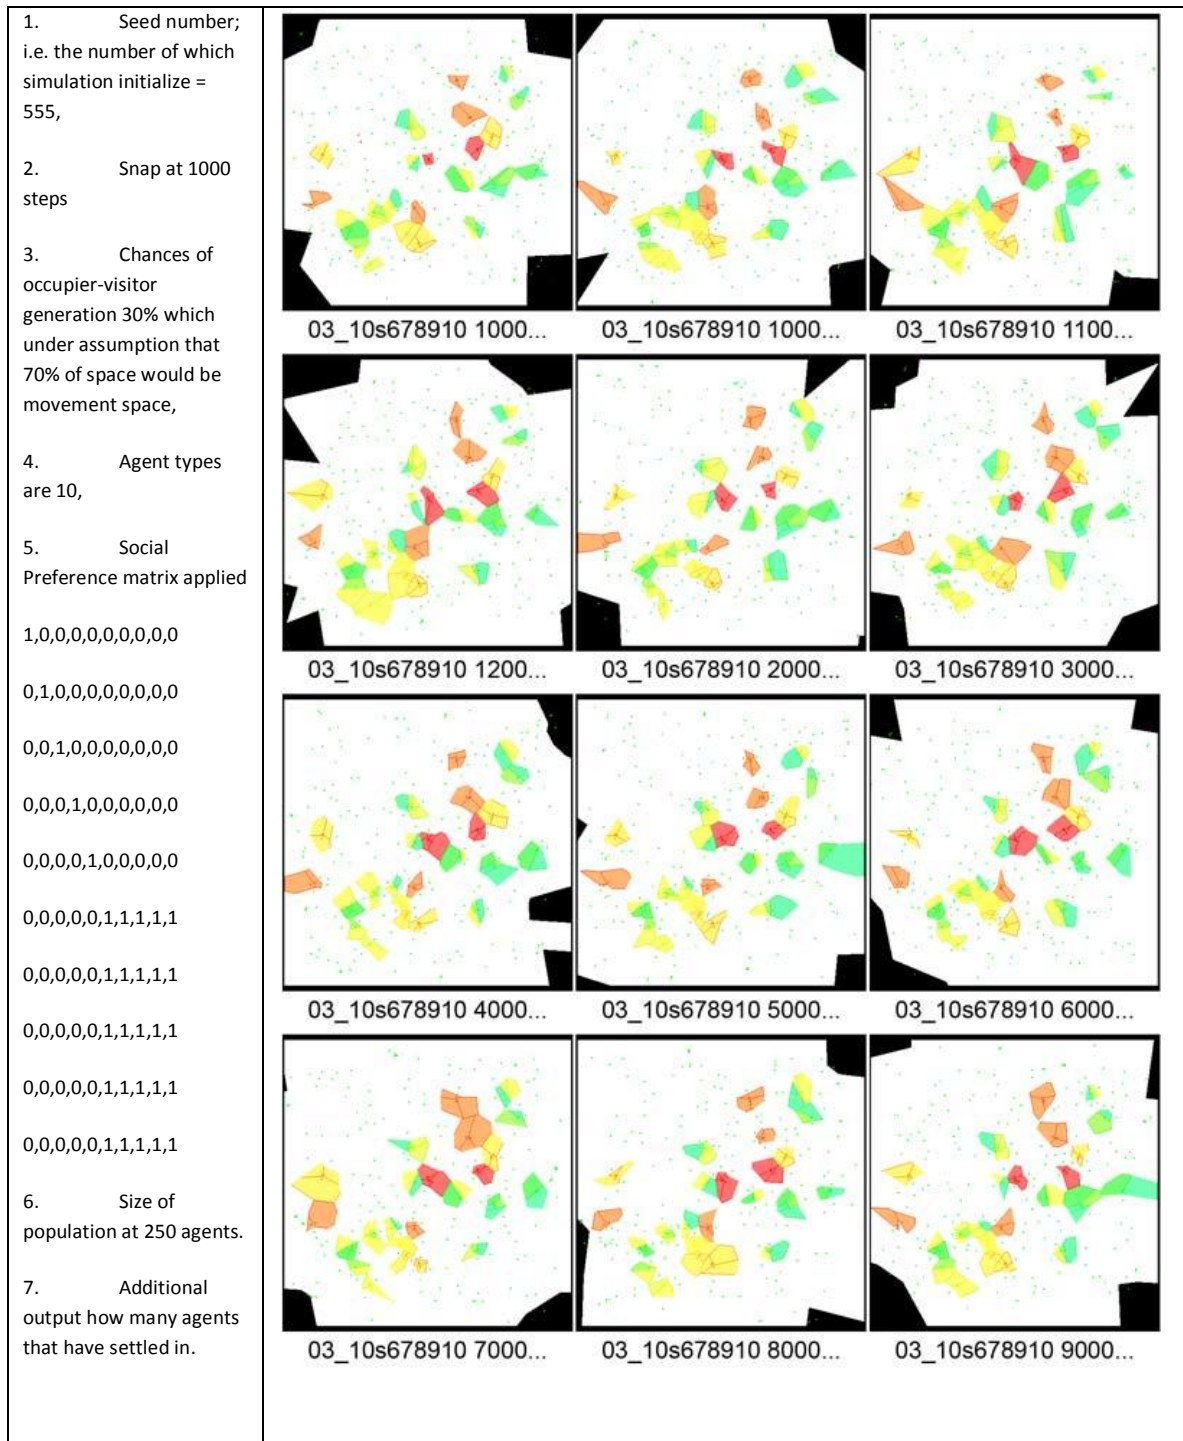 1. Seed number;
i.e. the number of which
simulation initialize =
555,
2. Snap at 1000
steps
3. Chances of
occupier-visitor
generation 30% which
under assumption that
70% of space would be
movement space,
4. Agent types
are 10,
5. Social
Preference matrix applied
1,0,0,0,0,0,0,0,0,0
0,1,0,0,0,0,0,0,0,0
0,0,1,0,0,0,0,0,0,0
0,0,0,1,0,0,0,0,0,0
0,0,0,0,1,0,0,0,0,0
0,0,0,0,0,1,1,1,1,1
0,0,0,0,0,1,1,1,1,1
0,0,0,0,0,1,1,1,1,1
0,0,0,0,0,1,1,1,1,1
0,0,0,0,0,1,1,1,1,1
6. Size of
population at 250 agents.
7. Additional
output how many agents
that have settled in.
03_10s678910 1000... 03_10s678910 1000... 03_10s678910 1100...
03_10s678910 1200... 03_10s678910 2000... 03_10s678910 3000...
03_10s678910 4000... 03_10s678910 5000... 03_10s678910 6000...
03_10s678910 7000... 03_10s678910 8000... 03_10s678910 9000...